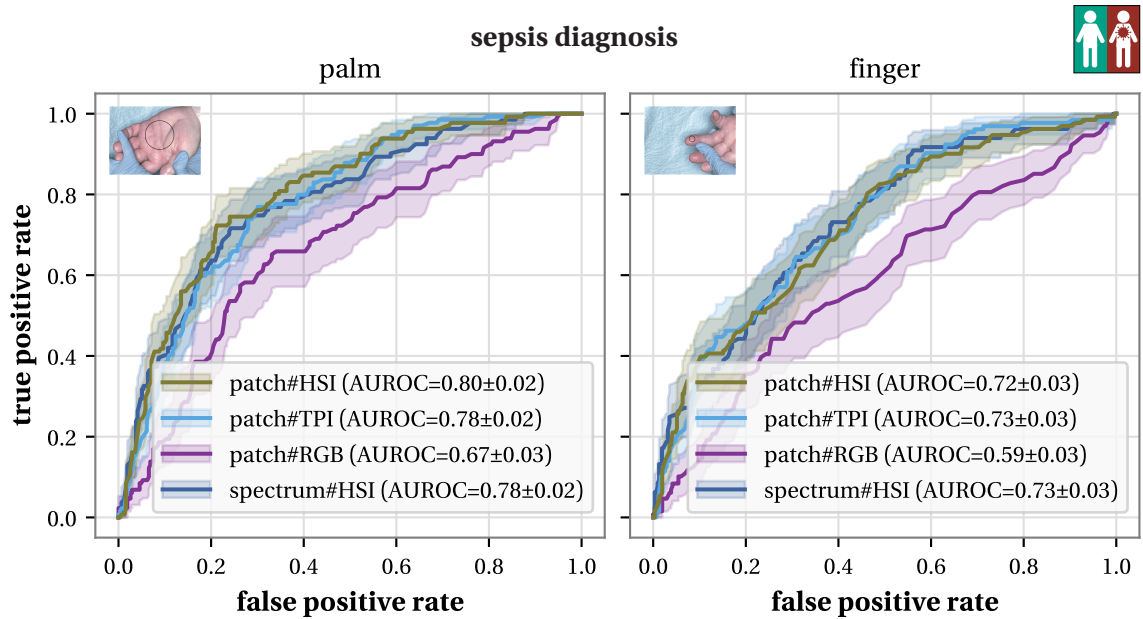 sepsis diagnosis
palm
finger
true positive rate
1.0
0.8
0.6
0.4
0.2
0.0
patch#HSI (AUROC=0.80±0.02)
patch#TPI (AUROC=0.78±0.02)
patch#RGB (AUROC=0.67±0.03)
spectrum#HSI (AUROC=0.78±0.02)
0.0 0.2 0.4 0.6 0.8 1.0
false positive rate
patch#HSI (AUROC=0.72±0.03)
patch#TPI (AUROC=0.73±0.03)
patch#RGB (AUROC=0.59±0.03)
spectrum#HSI (AUROC=0.73±0.03)
0.0 0.2 0.4 0.6 0.8 1.0
false positive rate